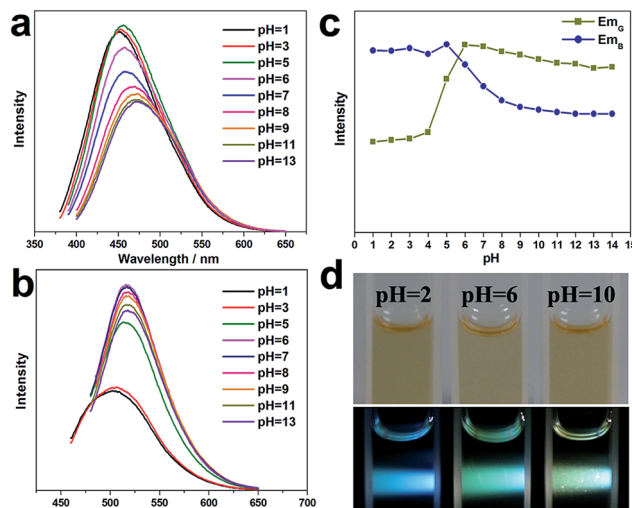 a
Intensity
pH=1
pH=3
pH=5
pH=6
pH=7
pH=8
pH=9
pH=11
pH=13
350 400 450 500 550 600 650 700
Wavelength / nm
b
Intensity
pH=1
pH=3
pH=5
pH=6
pH=7
pH=8
pH=9
pH=11
pH=13
450 500 550 600 650 700
c
Intensity
Em_G
Em_B
0 1 2 3 4 5 6 7 8 9 10 11 12 13 14 15
pH
d
pH=2 pH=6 pH=10